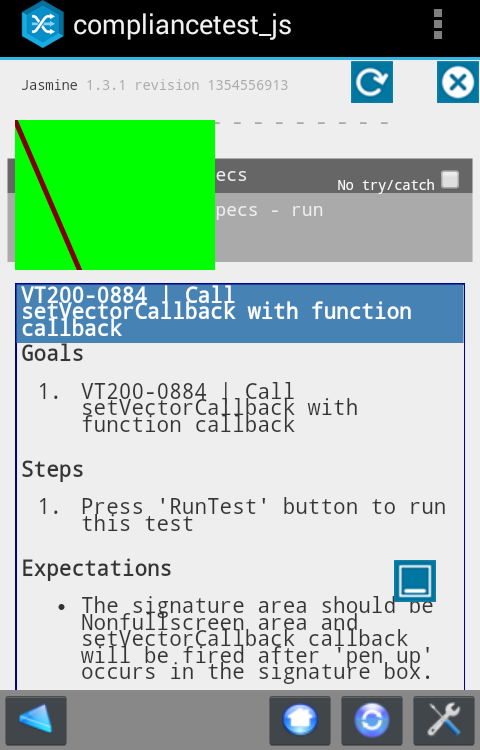 compliancetest_js
Jasmine 1.3.1 revision 1354556913
ecs
No try/catch
pecs - run
VT200-0884 | Call
setVectorCallback with function
callback
Goals
1. VT200-0884 | Call
setVectorCallback with
function callback
Steps
1. Press 'RunTest' button to run
this test
Expectations
• The signature area should be
Nonfullscreen area and
setVectorCallback callback
will be fired after 'pen up'
occurs in the signature box.